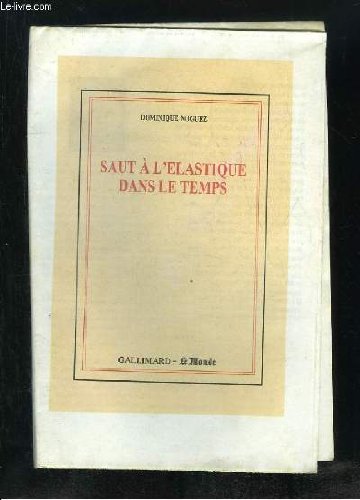 Le-livre.com
DOMINIQUE NOGUEZ
SAUT À L'ELASTIQUE
DANS LE TEMPS
GALLIMARD - Le Monde